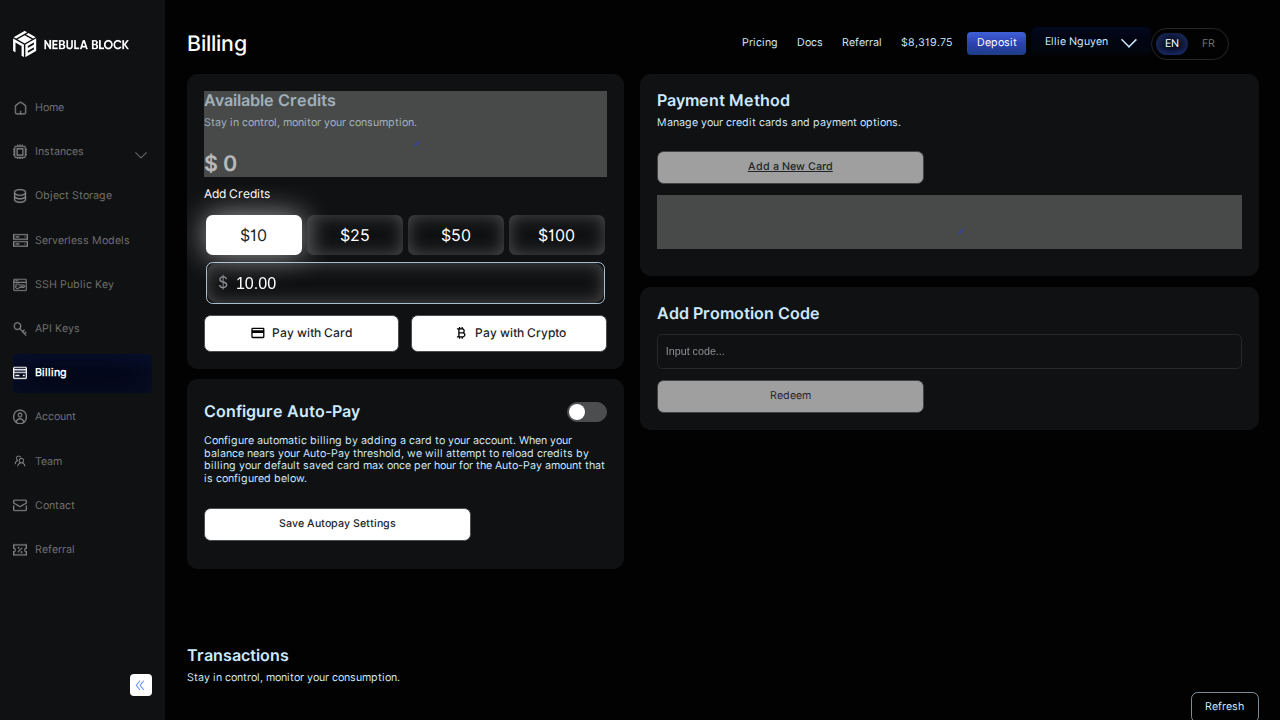 NEBULA BLOCK
Home
Instances
Object Storage
Serverless Models
SSH Public Key
API Keys
Billing
Account
Team
Contact
Referral
Billing
Pricing
Docs
Referral
$8,319.75
Deposit
Ellie Nguyen
EN
FR
Available Credits
Stay in control, monitor your consumption.
$ 0
Add Credits
$10
$25
$50
$100
$ 10.00
Pay with Card
Pay with Crypto
Configure Auto-Pay
Configure automatic billing by adding a card to your account. When your
balance nears your Auto-Pay threshold, we will attempt to reload credits by
billing your default saved card max once per hour for the Auto-Pay amount that
is configured below.
Save Autopay Settings
Payment Method
Manage your credit cards and payment options.
Add a New Card
Add Promotion Code
Input code...
Redeem
Transactions
Stay in control, monitor your consumption.
Refresh